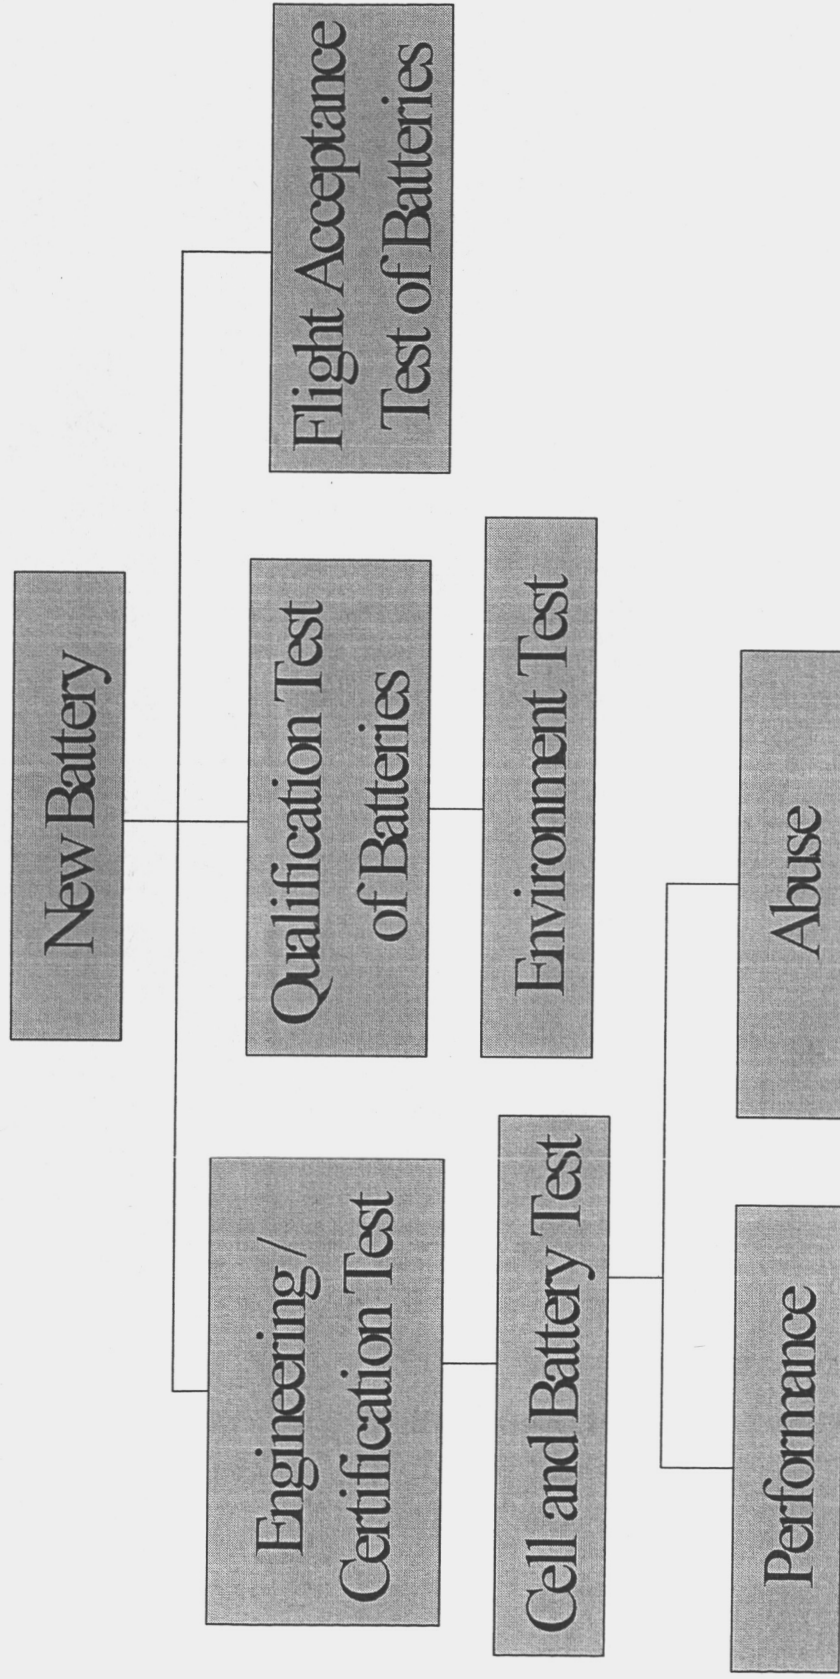 New Battery
Engineering /
Certification Test
Qualification Test
of Batteries
Flight Acceptance
Test of Batteries
Cell and Battery Test
Environment Test
Performance
Abuse